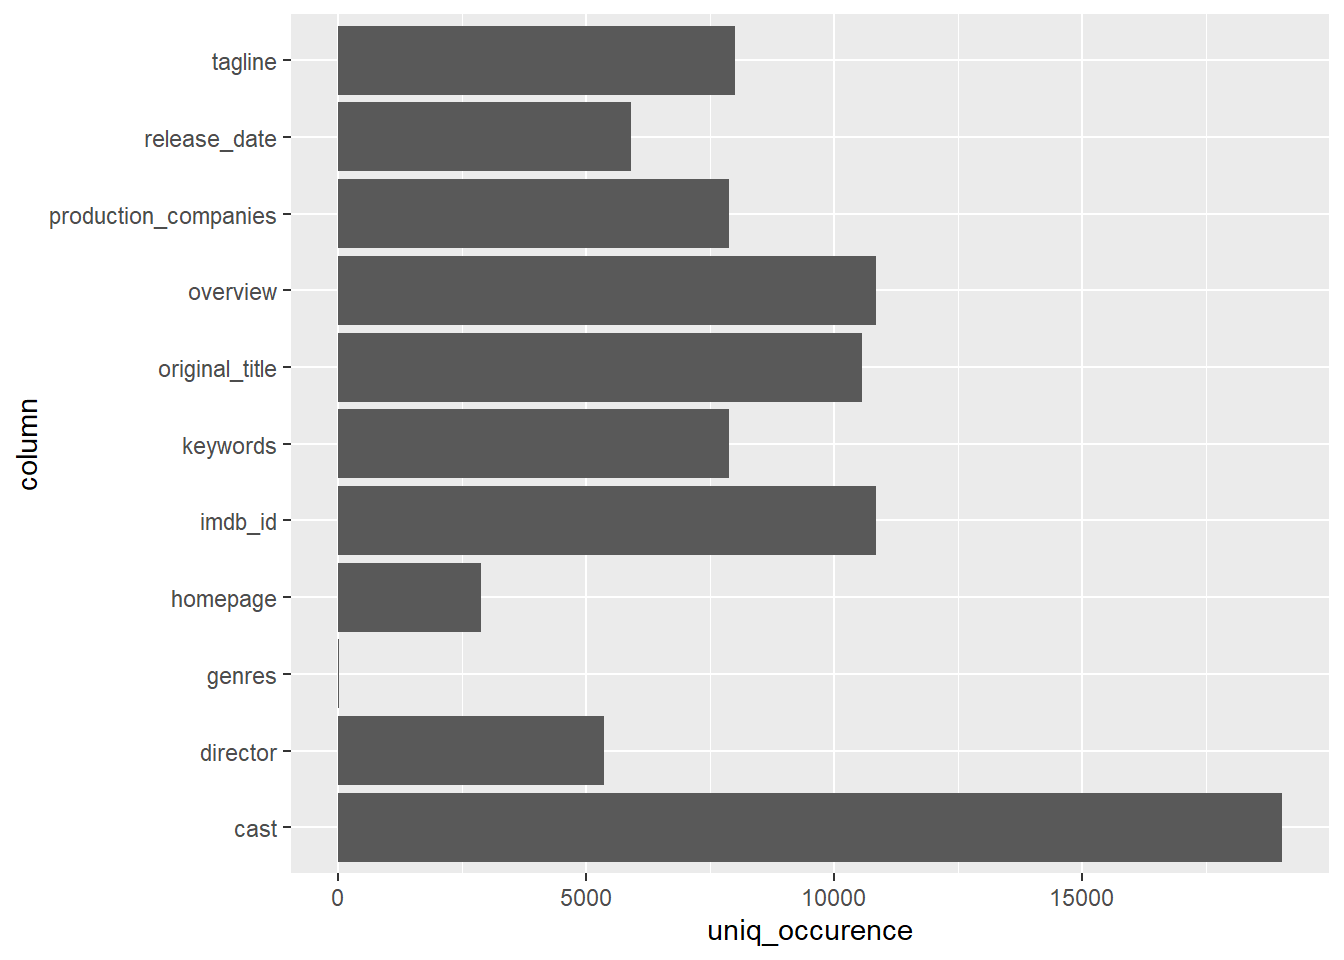 tagline
release_date
production_companies
overview
original_title
keywords
imdb_id
homepage
genres
director
cast
column
0 5000 10000 15000
uniq_occurence